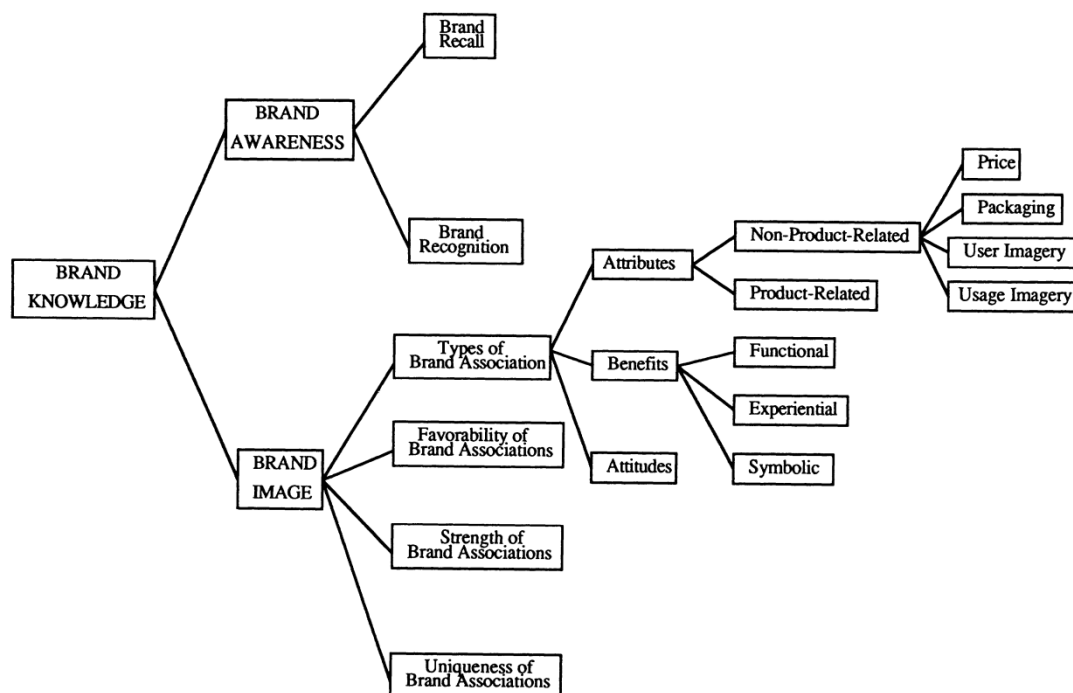 Brand
Recall
BRAND
AWARENESS
Brand
Recognition
BRAND
KNOWLEDGE
BRAND
IMAGE
Types of
Brand Association
Favorability of
Brand Associations
Strength of
Brand Associations
Uniqueness of
Brand Associations
Attributes
Benefits
Attitudes
Non-Product-Related
Product-Related
Functional
Experiential
Symbolic
Price
Packaging
User Imagery
Usage Imagery